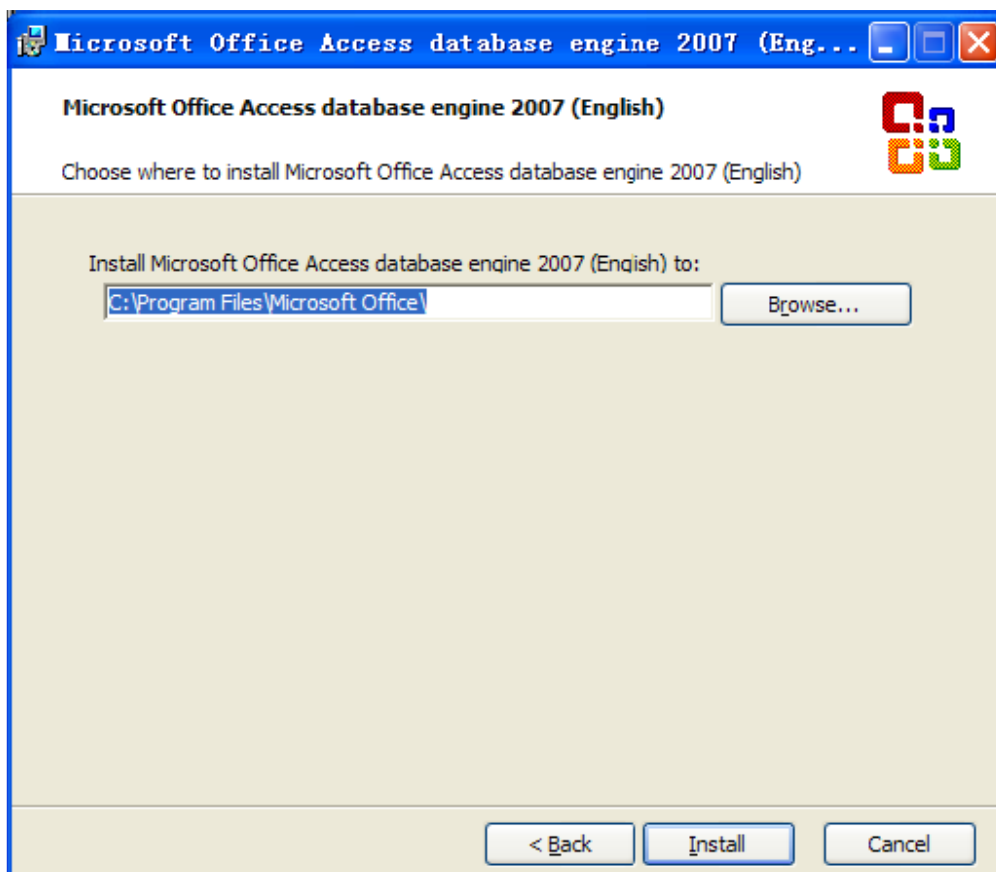 Microsoft Office Access database engine 2007 (Eng...
Microsoft Office Access database engine 2007 (English)
Choose where to install Microsoft Office Access database engine 2007 (English)
Install Microsoft Office Access database engine 2007 (Engish) to:
C:\Program Files\Microsoft Office\
Browse...
< Back
Install
Cancel